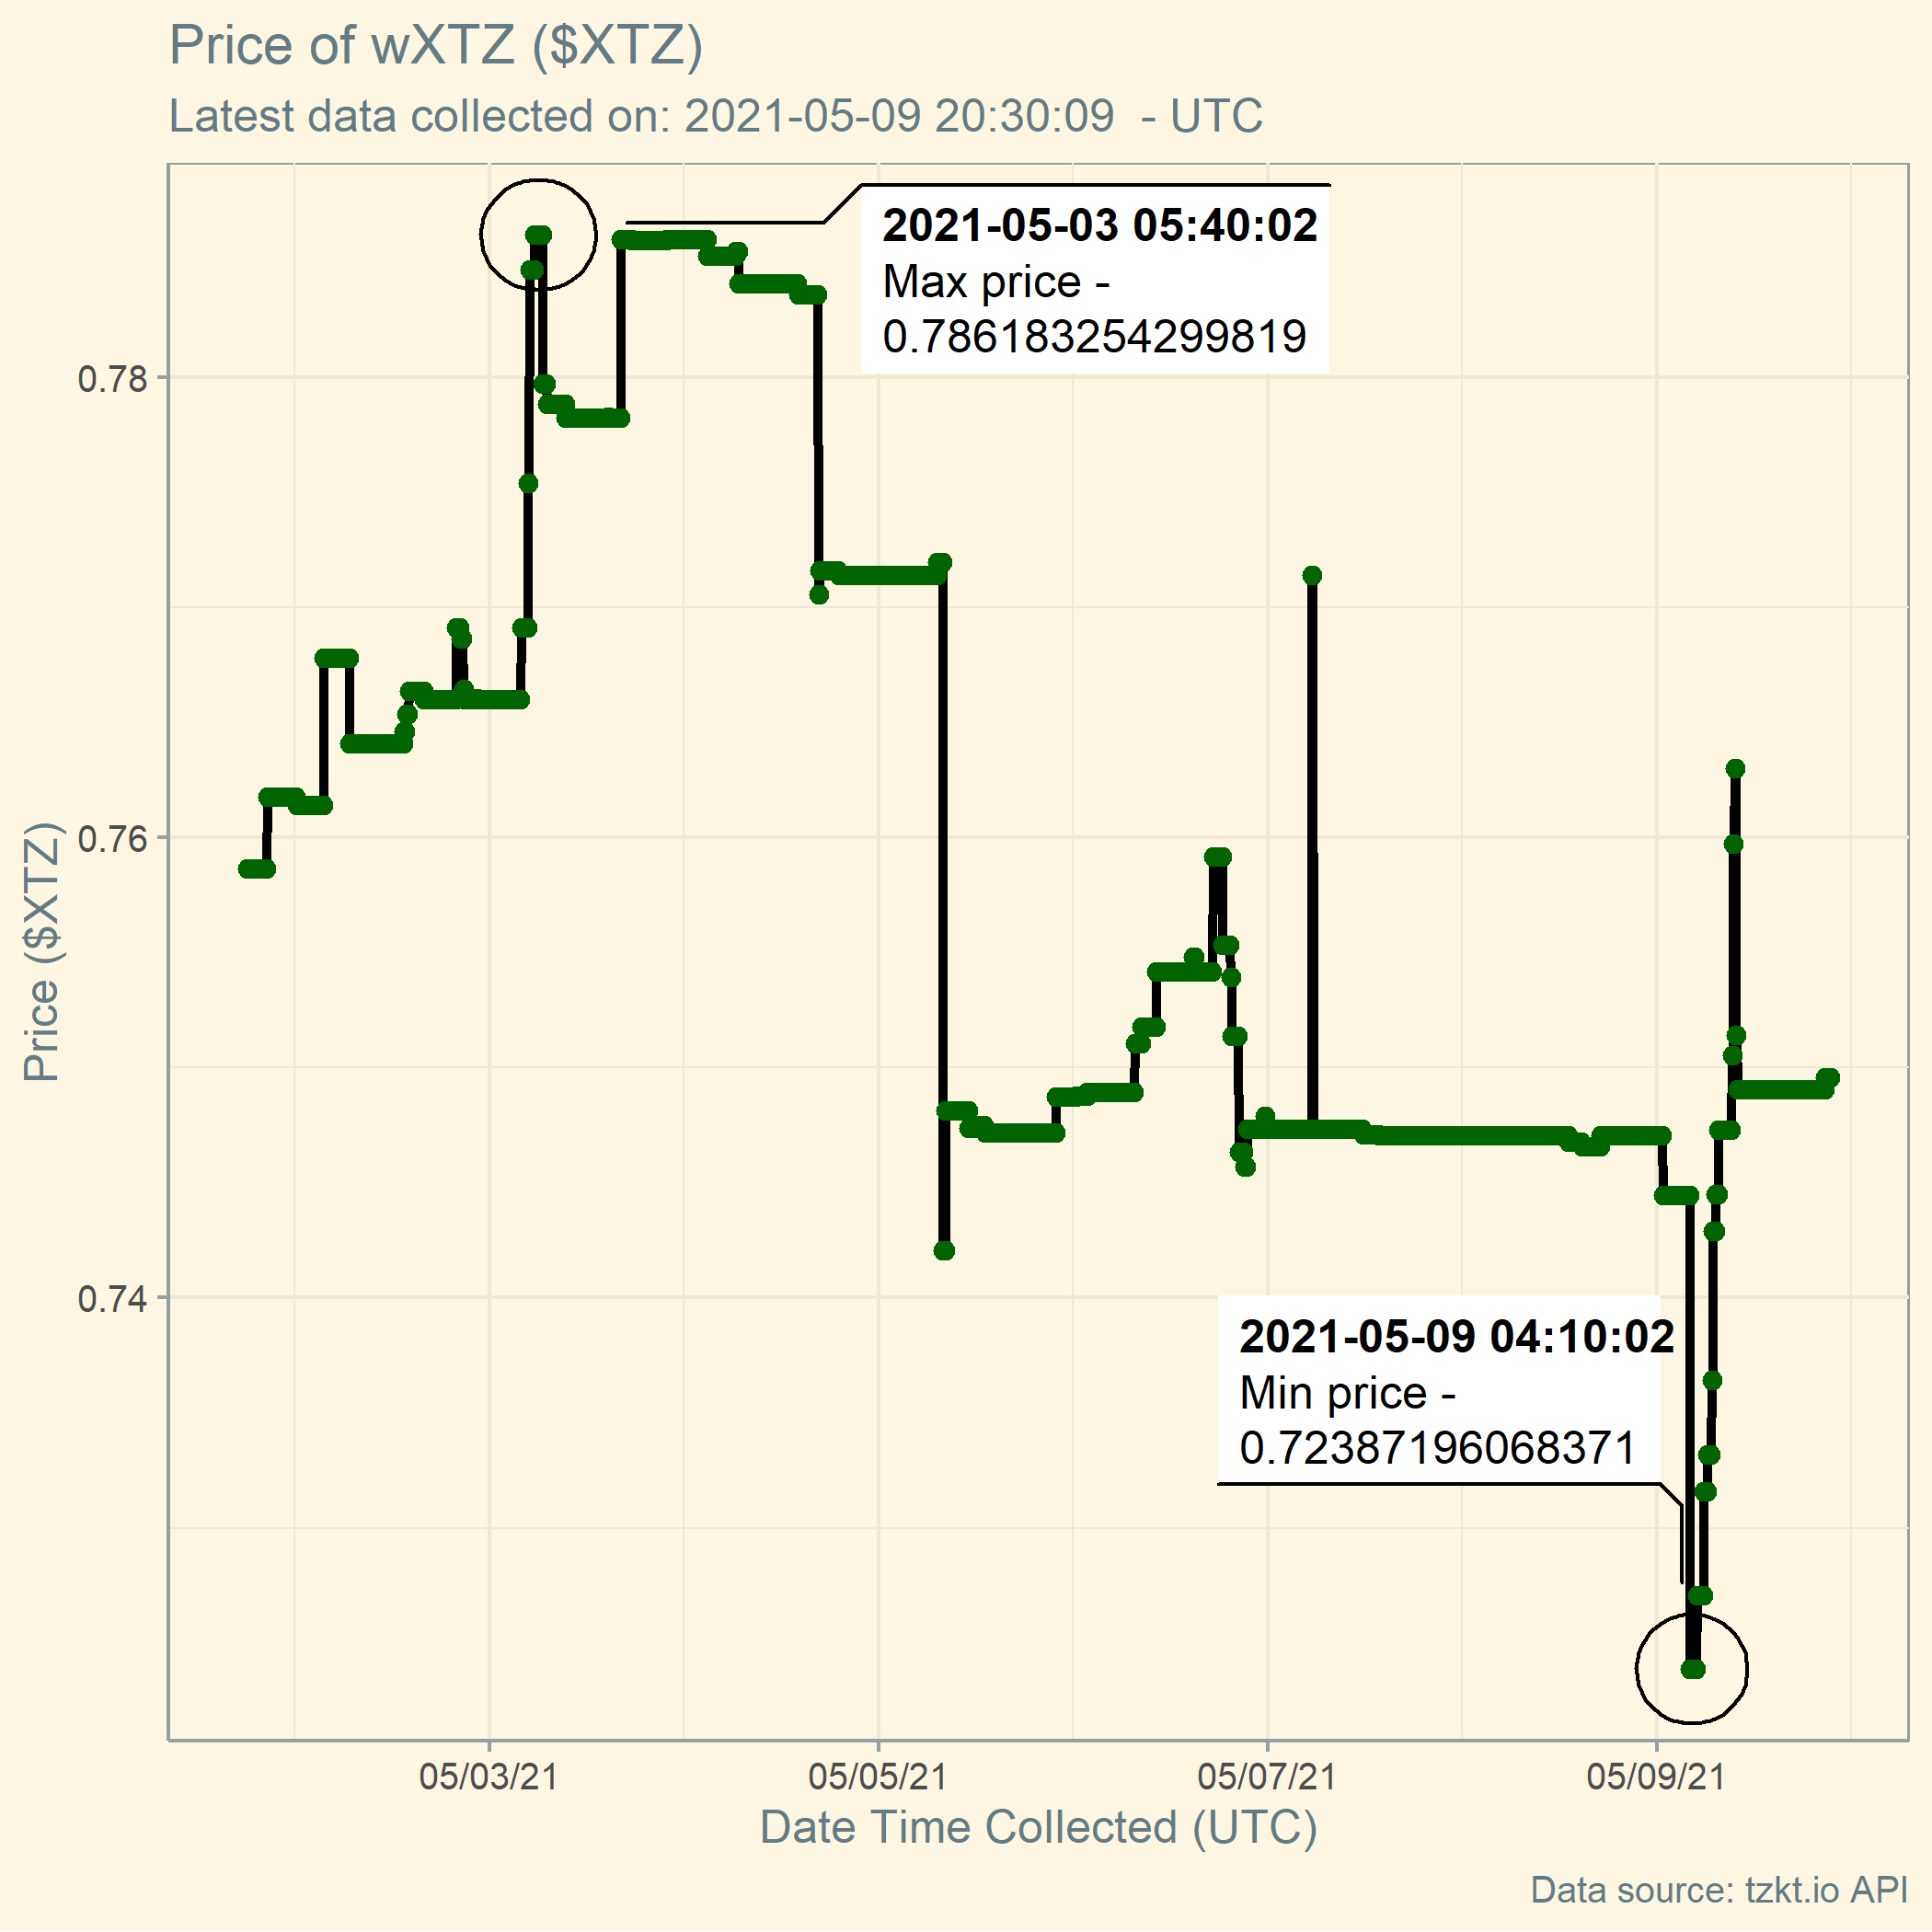 Price of wXTZ ($XTZ)
Latest data collected on: 2021-05-09 20:30:09  - UTC
2021-05-03 05:40:02
Max price -
0.786183254299819
0.78
0.76
0.74
Price ($XTZ)
2021-05-09 04:10:02
Min price -
0.72387196068371
05/03/21
05/05/21
05/07/21
05/09/21
Date Time Collected (UTC)
Data source: tzkt.io API